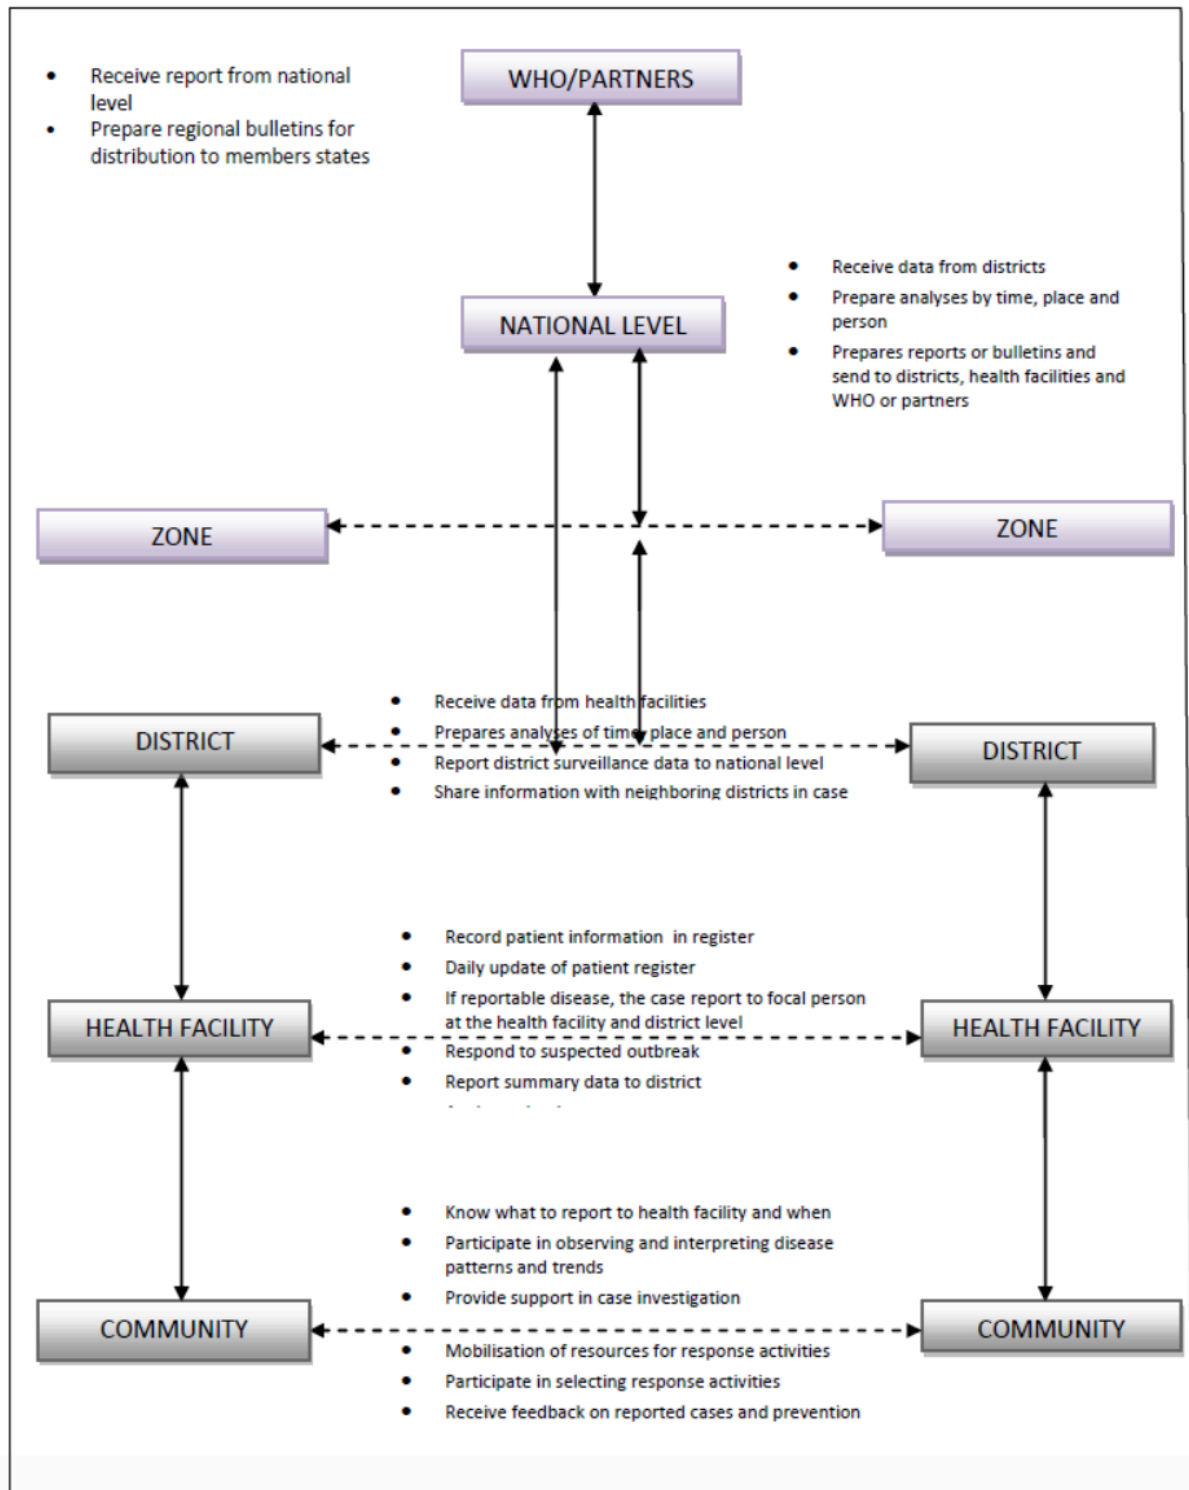 WHO/PARTNERS
• Receive report from national
level
• Prepare regional bulletins for
distribution to members states
• Receive data from districts
• Prepare analyses by time, place and
person
• Prepares reports or bulletins and
send to districts, health facilities and
WHO or partners
NATIONAL LEVEL
ZONE
ZONE
• Receive data from health facilities
• Prepares analyses of time, place and person
• Report district surveillance data to national level
• Share information with neighboring districts in case
DISTRICT
DISTRICT
• Record patient information in register
• Daily update of patient register
• If reportable disease, the case report to focal person
at the health facility and district level
• Respond to suspected outbreak
• Report summary data to district
HEALTH FACILITY
HEALTH FACILITY
• Know what to report to health facility and when
• Participate in observing and interpreting disease
patterns and trends
• Provide support in case investigation
COMMUNITY
COMMUNITY
• Mobilisation of resources for response activities
• Participate in selecting response activities
• Receive feedback on reported cases and prevention